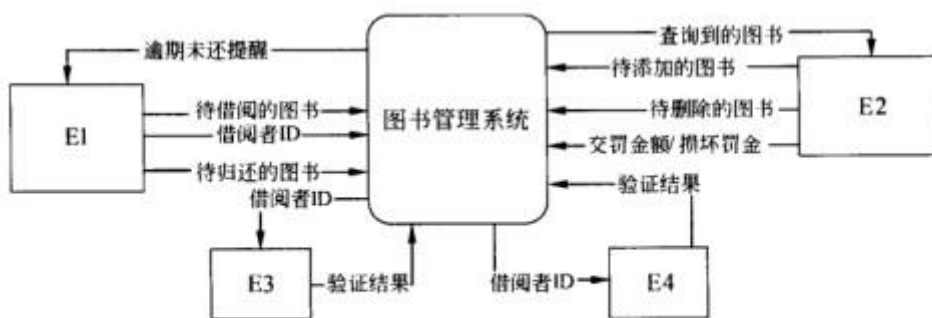 逾期未还提醒
查询到的图书
待添加的图书
E1
待借阅的图书
借阅者ID
待归还的图书
借阅者ID
图书管理系统
待删除的图书
E2
交罚金额/损坏罚金
验证结果
E3
验证结果
借阅者ID
E4